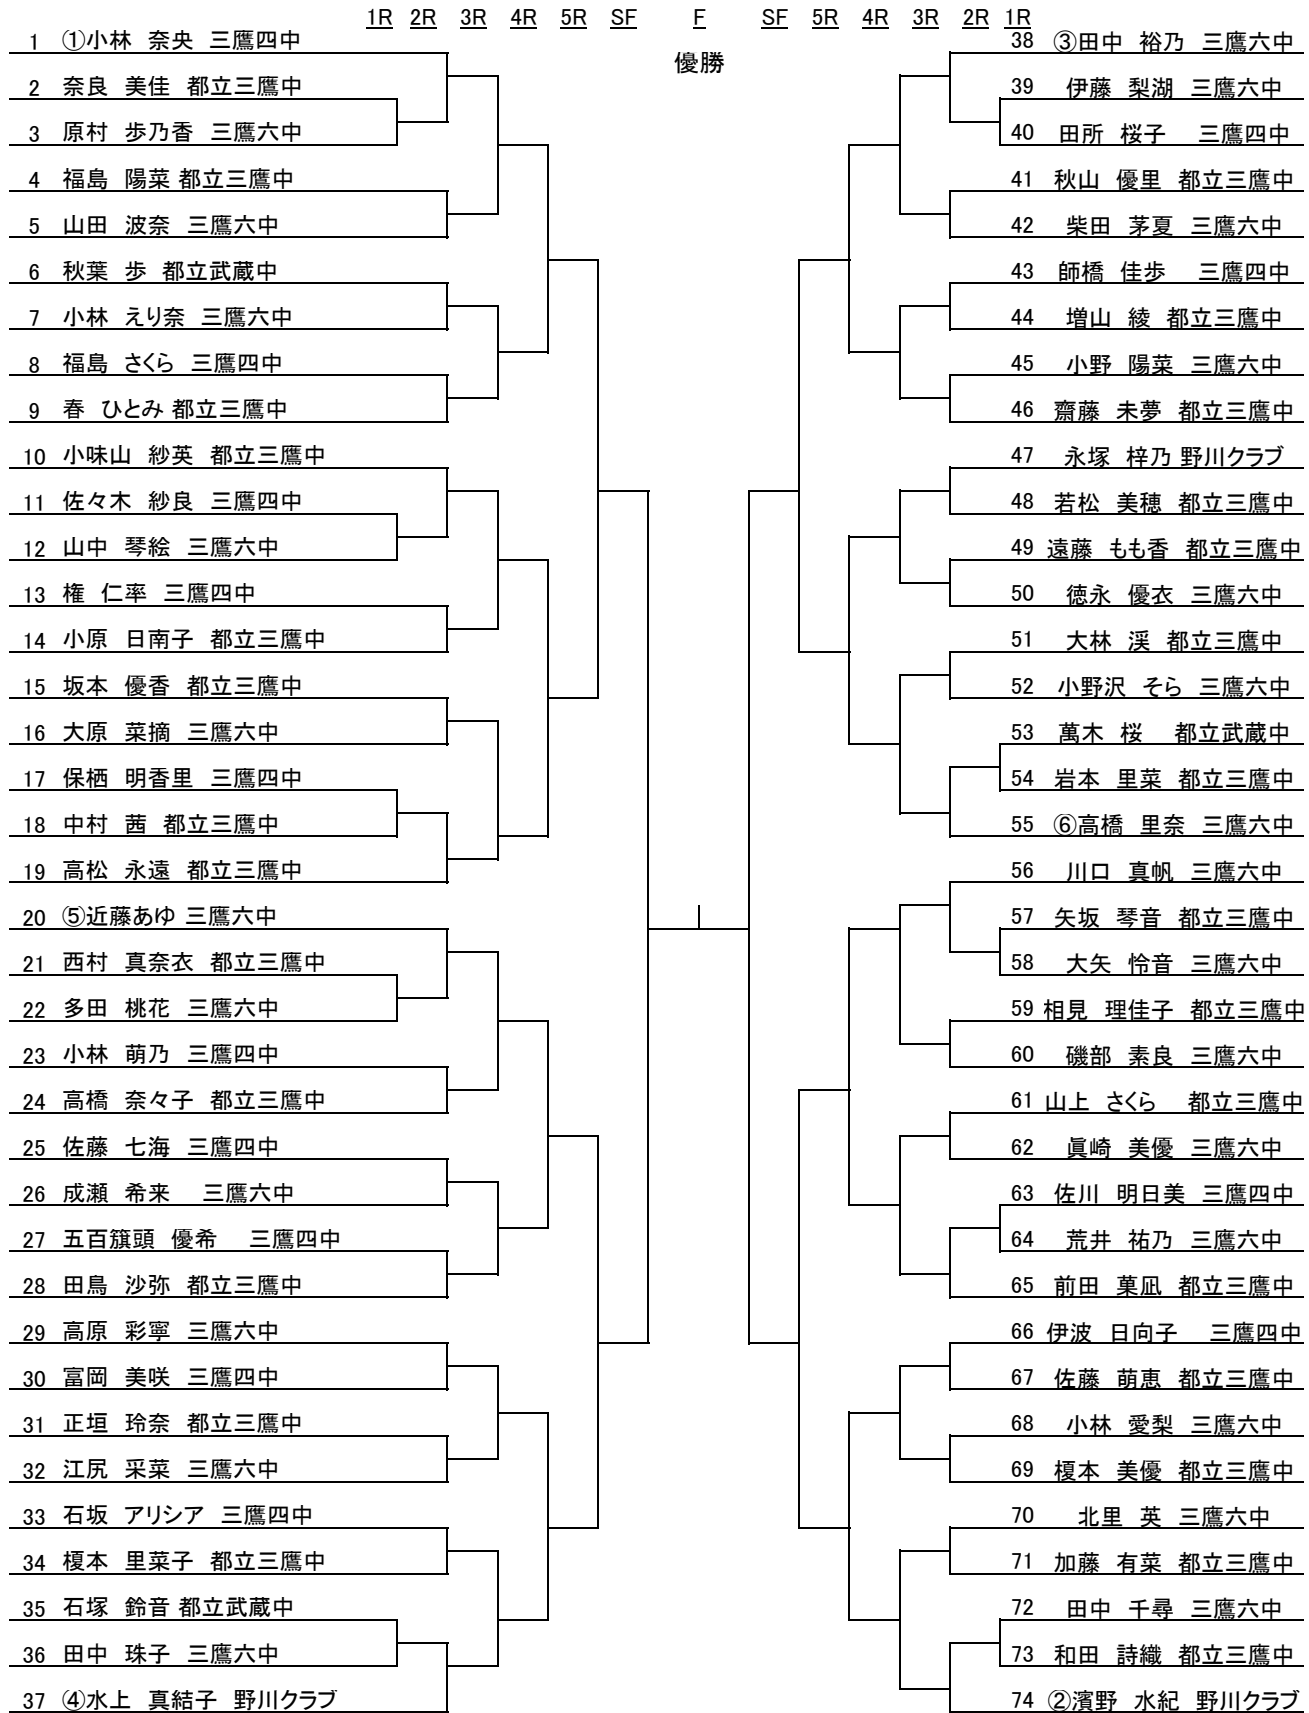 1R 2R 3R 4R 5R SF F SF 5R 4R 3R 2R 1R
優勝
1 ①小林 奈央 三鷹四中
2 奈良 美佳 都立三鷹中
3 原村 歩乃香 三鷹六中
4 福島 陽菜 都立三鷹中
5 山田 波奈 三鷹六中
6 秋葉 歩 都立武蔵中
7 小林 えり奈 三鷹六中
8 福島 さくら 三鷹四中
9 春 ひとみ 都立三鷹中
10 小味山 紗英 都立三鷹中
11 佐々木 紗良 三鷹四中
12 山中 琴絵 三鷹六中
13 権 仁率 三鷹四中
14 小原 日南子 都立三鷹中
15 坂本 優香 都立三鷹中
16 大原 菜摘 三鷹六中
17 保栖 明香里 三鷹四中
18 中村 茜 都立三鷹中
19 高松 永遠 都立三鷹中
20 ⑤近藤あゆ 三鷹六中
21 西村 真奈衣 都立三鷹中
22 多田 桃花 三鷹六中
23 小林 萌乃 三鷹四中
24 高橋 奈々子 都立三鷹中
25 佐藤 七海 三鷹四中
26 成瀬 希来 三鷹六中
27 五百籏頭 優希 三鷹四中
28 田鳥 沙弥 都立三鷹中
29 高原 彩寧 三鷹六中
30 富岡 美咲 三鷹四中
31 正垣 玲奈 都立三鷹中
32 江尻 采菜 三鷹六中
33 石坂 アリシア 三鷹四中
34 榎本 里菜子 都立三鷹中
35 石塚 鈴音 都立武蔵中
36 田中 珠子 三鷹六中
37 ④水上 真結子 野川クラブ
38 ③田中 裕乃 三鷹六中
39 伊藤 梨湖 三鷹六中
40 田所 桜子 三鷹四中
41 秋山 優里 都立三鷹中
42 柴田 茅夏 三鷹六中
43 師橋 佳歩 三鷹四中
44 増山 綾 都立三鷹中
45 小野 陽菜 三鷹六中
46 齋藤 未夢 都立三鷹中
47 永塚 梓乃 野川クラブ
48 若松 美穂 都立三鷹中
49 遠藤 もも香 都立三鷹中
50 徳永 優衣 三鷹六中
51 大林 渓 都立三鷹中
52 小野沢 そら 三鷹六中
53 萬木 桜 都立武蔵中
54 岩本 里菜 都立三鷹中
55 ⑥高橋 里奈 三鷹六中
56 川口 真帆 三鷹六中
57 矢坂 琴音 都立三鷹中
58 大矢 怜音 三鷹六中
59 相見 理佳子 都立三鷹中
60 磯部 素良 三鷹六中
61 山上 さくら 都立三鷹中
62 眞崎 美優 三鷹六中
63 佐川 明日美 三鷹四中
64 荒井 祐乃 三鷹六中
65 前田 菓凪 都立三鷹中
66 伊波 日向子 三鷹四中
67 佐藤 萌恵 都立三鷹中
68 小林 愛梨 三鷹六中
69 榎本 美優 都立三鷹中
70 北里 英 三鷹六中
71 加藤 有菜 都立三鷹中
72 田中 千尋 三鷹六中
73 和田 詩織 都立三鷹中
74 ②濱野 水紀 野川クラブ